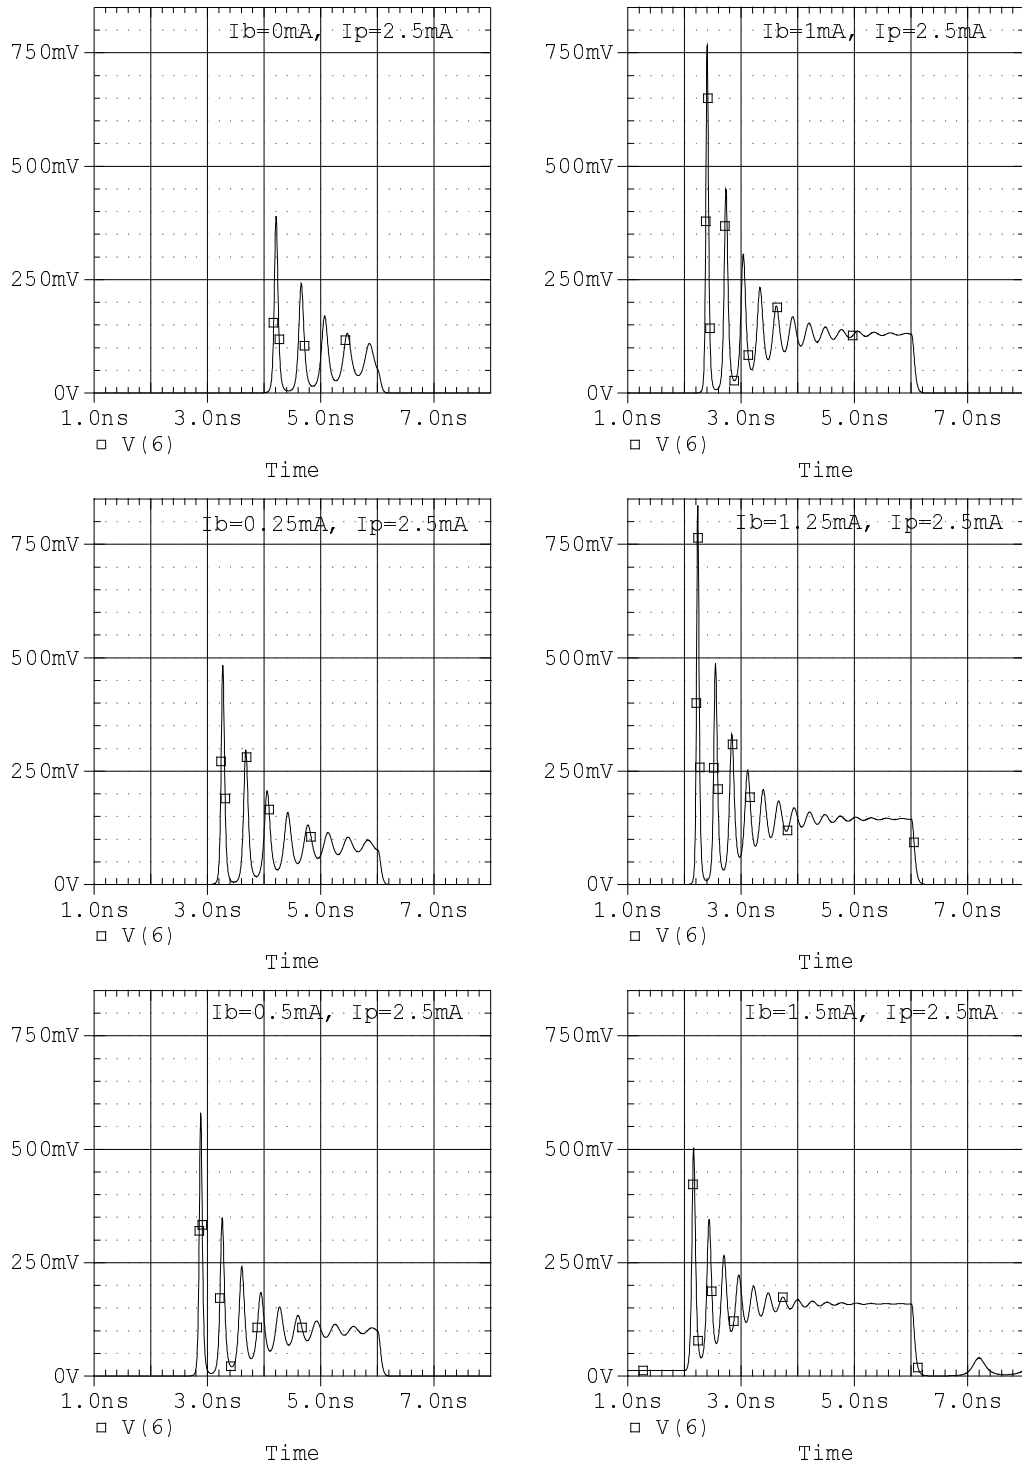 Ib=0mA, Ip=2.5mA
750mV
500mV
250mV
0V
1.0ns 3.0ns 5.0ns 7.0ns
V(6)
Time
Ib=1mA, Ip=2.5mA
750mV
500mV
250mV
0V
1.0ns 3.0ns 5.0ns 7.0ns
V(6)
Time
Ib=0.25mA, Ip=2.5mA
750mV
500mV
250mV
0V
1.0ns 3.0ns 5.0ns 7.0ns
V(6)
Time
Ib=1.25mA, Ip=2.5mA
750mV
500mV
250mV
0V
1.0ns 3.0ns 5.0ns 7.0ns
V(6)
Time
Ib=0.5mA, Ip=2.5mA
750mV
500mV
250mV
0V
1.0ns 3.0ns 5.0ns 7.0ns
V(6)
Time
Ib=1.5mA, Ip=2.5mA
750mV
500mV
250mV
0V
1.0ns 3.0ns 5.0ns 7.0ns
V(6)
Time